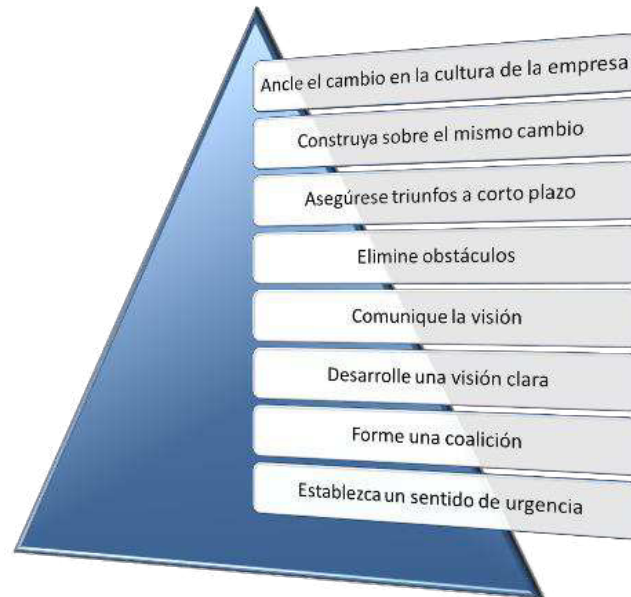 Ancle el cambio en la cultura de la empresa
Construya sobre el mismo cambio
Asegúrese triunfos a corto plazo
Elimine obstáculos
Comunique la visión
Desarrolle una visión clara
Forme una coalición
Establezca un sentido de urgencia